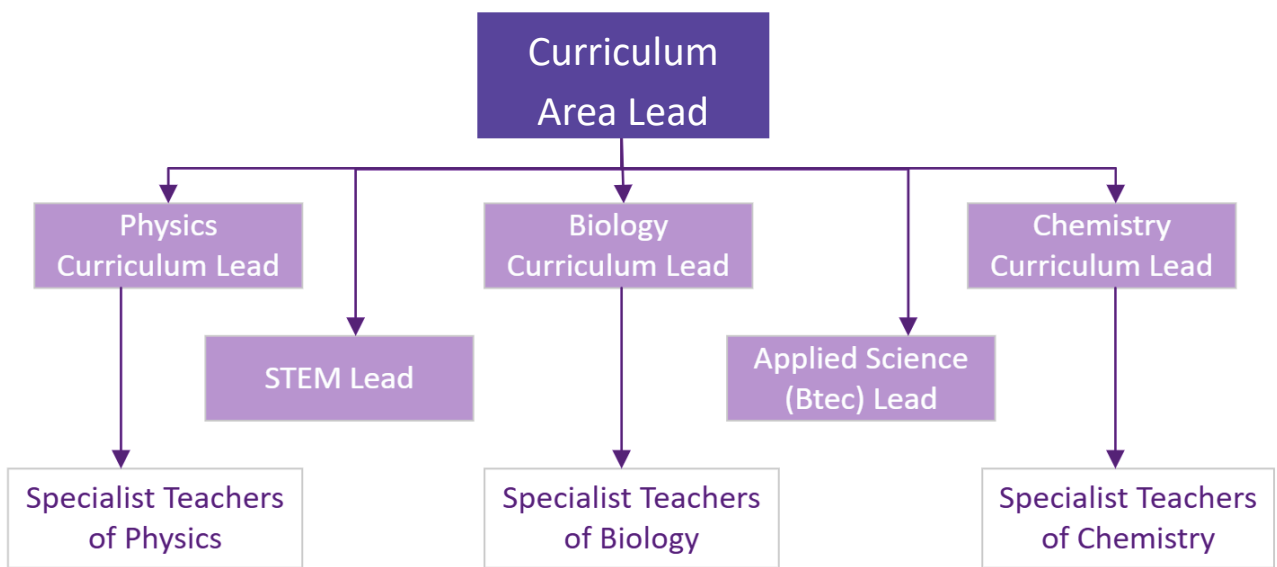 Curriculum
Area Lead
Physics
Curriculum Lead
Biology
Curriculum Lead
Chemistry
Curriculum Lead
STEM Lead
Applied Science
(Btec) Lead
Specialist Teachers
of Physics
Specialist Teachers
of Biology
Specialist Teachers
of Chemistry